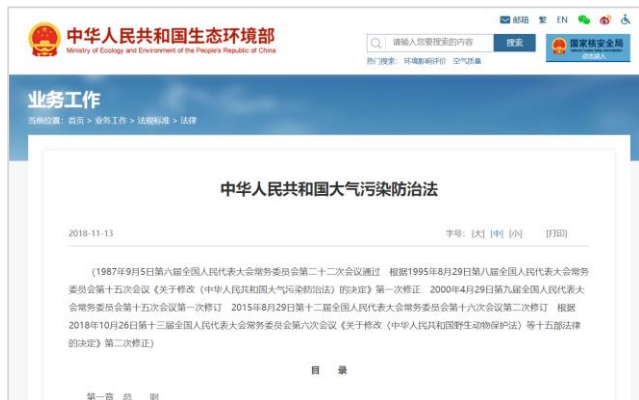 邮箱 繁 EN
中华人民共和国生态环境部
Ministry of Ecology and Environment of the People's Republic of China
请输入您要搜索的内容 搜索
国家核安全局
点击进入
热门搜索: 环境影响评价 空气质量
业务工作
当前位置: 首页 > 业务工作 > 法规标准 > 法律
中华人民共和国大气污染防治法
2018-11-13 字号: [大] [中] [小] [打印]
(1987年9月5日第六届全国人民代表大会常务委员会第二十二次会议通过 根据1995年8月29日第八届全国人民代表大会常务
委员会第十五次会议《关于修改〈中华人民共和国大气污染防治法〉的决定》第一次修正 2000年4月29日第九届全国人民代表大
会常务委员会第十五次会议第一次修订 2015年8月29日第十二届全国人民代表大会常务委员会第十六次会议第二次修订 根据
2018年10月26日第十三届全国人民代表大会常务委员会第六次会议《关于修改〈中华人民共和国野生动物保护法〉等十五部法律
的决定》第二次修正)
目 录
第一章 总 则